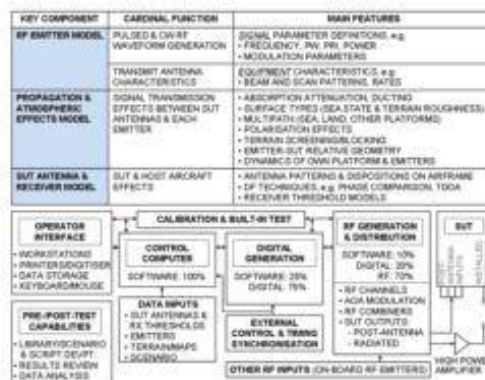 KEY COMPONENT
CARDINAL FUNCTION
MAIN FEATURES
RF EMITTER MODEL
PULSED & CW RF
WAVEFORM GENERATION
SIGNAL PARAMETER DEFINITIONS, e.g.
• FREQUENCY, PW, PRI, POWER
• MODULATION PARAMETERS
TRANSMIT ANTENNA
CHARACTERISTICS
EQUIPMENT CHARACTERISTICS, e.g.
• BEAM AND SCAN PATTERNS, RATES
PROPAGATION &
ATMOSPHERIC
EFFECTS MODEL
SIGNAL TRANSMISSION
EFFECTS BETWEEN SUT
ANTENNAS & EACH
EMITTER
• ABSORPTION ATTENUATION, DUCTING
• SURFACE TYPES (SEA STATE & TERRAIN ROUGHNESS)
• MULTIPATH (SEA, LAND, OTHER PLATFORMS)
• POLARISATION EFFECTS
• TERRAIN SCREENING/BLOCKING
• EMITTER-SUT RELATIVE GEOMETRY
• DYNAMICS OF OWN PLATFORM & EMITTERS
SUT ANTENNA &
RECEIVER MODEL
SUT & HOST AIRCRAFT
EFFECTS
• ANTENNA PATTERNS & DISPOSITIONS ON AIRFRAME
• DF TECHNIQUES, e.g. PHASE COMPARISON, TDOA
• RECEIVER THRESHOLD MODELS
CALIBRATION & BUILT-IN TEST
OPERATOR
INTERFACE
• WORKSTATIONS
• PRINTER/DIGITISER
• DATA STORAGE
• KEYBOARD/MOUSE
CONTROL
COMPUTER
SOFTWARE: 100%
DIGITAL
GENERATION
SOFTWARE: 25%
DIGITAL: 75%
RF GENERATION
& DISTRIBUTION
SOFTWARE: 10%
DIGITAL: 20%
RF: 70%
• RF CHANNELS
• AOA MODULATION
• RF COMBINERS
• SUT OUTPUTS
- POST-ANTENNA
- RADIATED
SUT
ANTENNA
INPUTS
INSTALLED
PRE-/POST-TEST
CAPABILITIES
• LIBRARY/SCENARIO
& SCRIPT DEV'PT
• RESULTS REVIEW
• DATA ANALYSIS
DATA INPUTS
• SUT ANTENNAS &
RX THRESHOLDS
• EMITTERS
• TERRAIN/MAPS
• SCENARIO
EXTERNAL
CONTROL & TIMING
SYNCHRONISATION
HIGH POWER
AMPLIFIER
OTHER RF INPUTS (ON-BOARD RF EMITTERS)